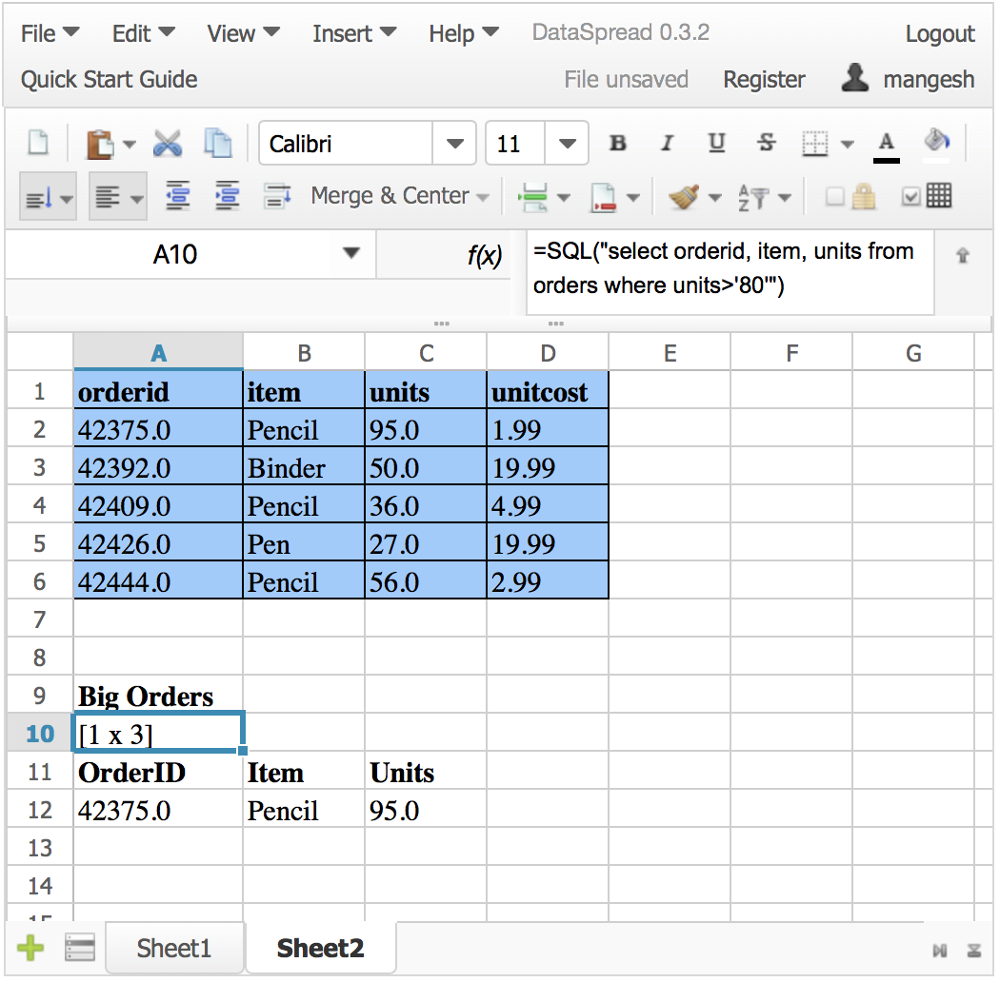 File Edit View Insert Help DataSpread 0.3.2 Logout
Quick Start Guide File unsaved Register mangesh
Calibri 11 B I U S A
Merge & Center A Z
A10 f(x) =SQL("select orderid, item, units from
orders where units>'80'")
A B C D E F G
1 orderid item units unitcost
2 42375.0 Pencil 95.0 1.99
3 42392.0 Binder 50.0 19.99
4 42409.0 Pencil 36.0 4.99
5 42426.0 Pen 27.0 19.99
6 42444.0 Pencil 56.0 2.99
7
8
9 Big Orders
10 [1 x 3]
11 OrderID Item Units
12 42375.0 Pencil 95.0
13
14
15
Sheet1 Sheet2